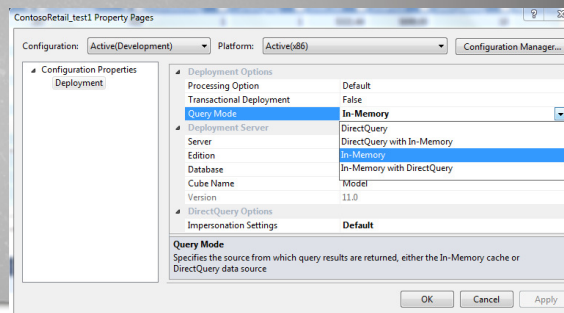 ContosoRetail_test1 Property Pages
Configuration: Active(Development) Platform: Active(x86) Configuration Manager...
Configuration Properties
Deployment
Deployment Options
Processing Option Default
Transactional Deployment False
Query Mode In-Memory
DirectQuery
DirectQuery with In-Memory
In-Memory
In-Memory with DirectQuery
Deployment Server
Server
Edition
Database
Cube Name Model
Version 11.0
DirectQuery Options
Impersonation Settings Default
Query Mode
Specifies the source from which query results are returned, either the In-Memory cache or
DirectQuery data source
OK Cancel Apply